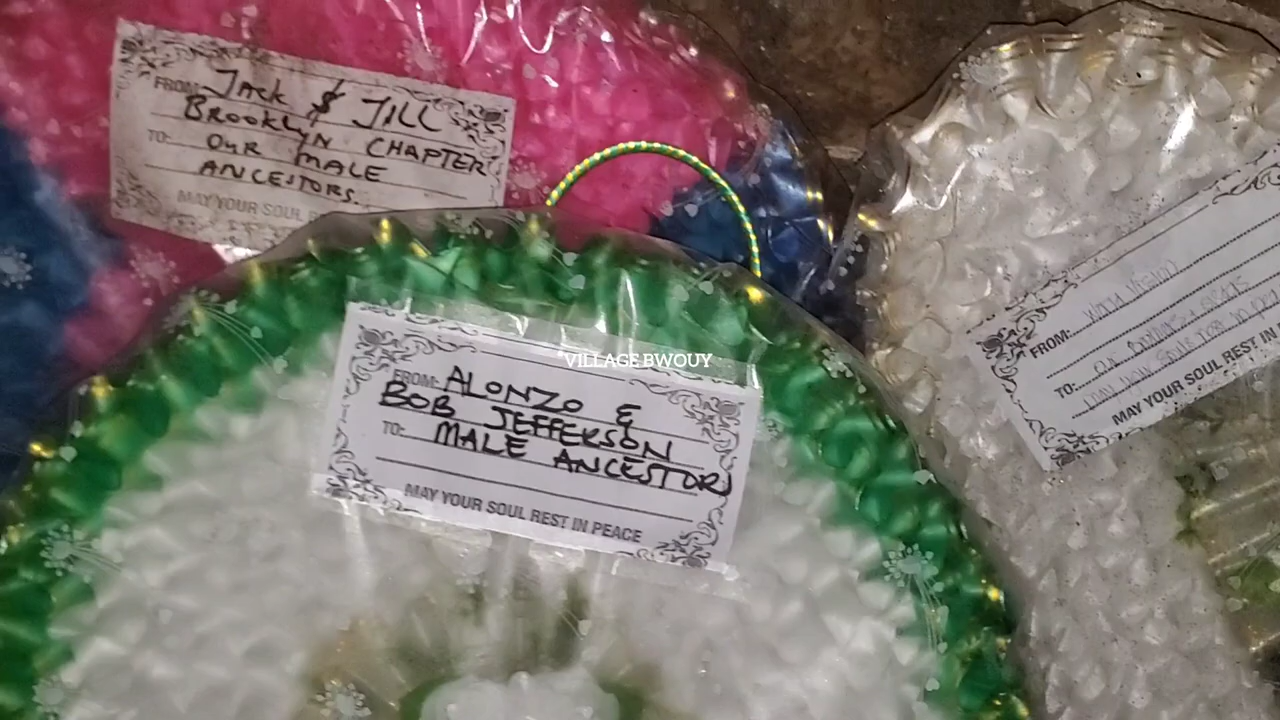 FROM: Jack & JILL
BROOKLYN CHAPTER
TO: OUR MALE
ANCESTORS.
MAY YOUR SOUL
VILLAGE BWOUY
FROM: ALONZO &
BOB JEFFERSON
TO: MALE ANCESTORS
MAY YOUR SOUL REST IN PEACE
FROM:
TO: OUR
MAY YOUR SOUL REST IN